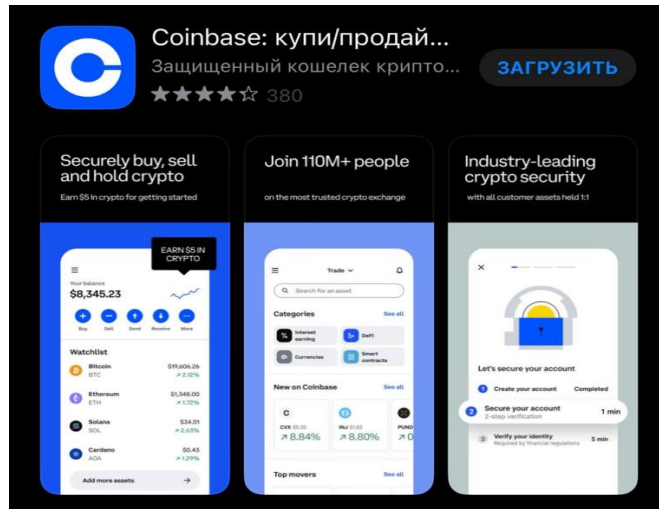 Coinbase: купи/продай...
Защищенный кошелек крипто...
ЗАГРУЗИТЬ
380
Securely buy, sell
and hold crypto
Earn $5 in crypto for getting started
EARN $5 IN
CRYPTO
Your balance
$8,345.23
Buy Sell Send Receive More
Watchlist
Bitcoin $19,606.26
BTC 2.12%
Ethereum $1,348.00
ETH 1.72%
Solana $34.01
SOL 2.63%
Cardano $0.43
ADA 1.29%
Add more assets
Join 110M+ people
on the most trusted crypto exchange
Trade
Search for an asset
Categories See all
Interest
earning
DeFi
Currencies
Smart
contracts
New on Coinbase See all
CVX $5.20
8.84%
INJ $1.83
8.80%
PUND
0
Top movers See all
Industry-leading
crypto security
with all customer assets held 1:1
Let's secure your account
1 Create your account Completed
2 Secure your account 1 min
2-step verification
3 Verify your identity 5 min
Required by financial regulations